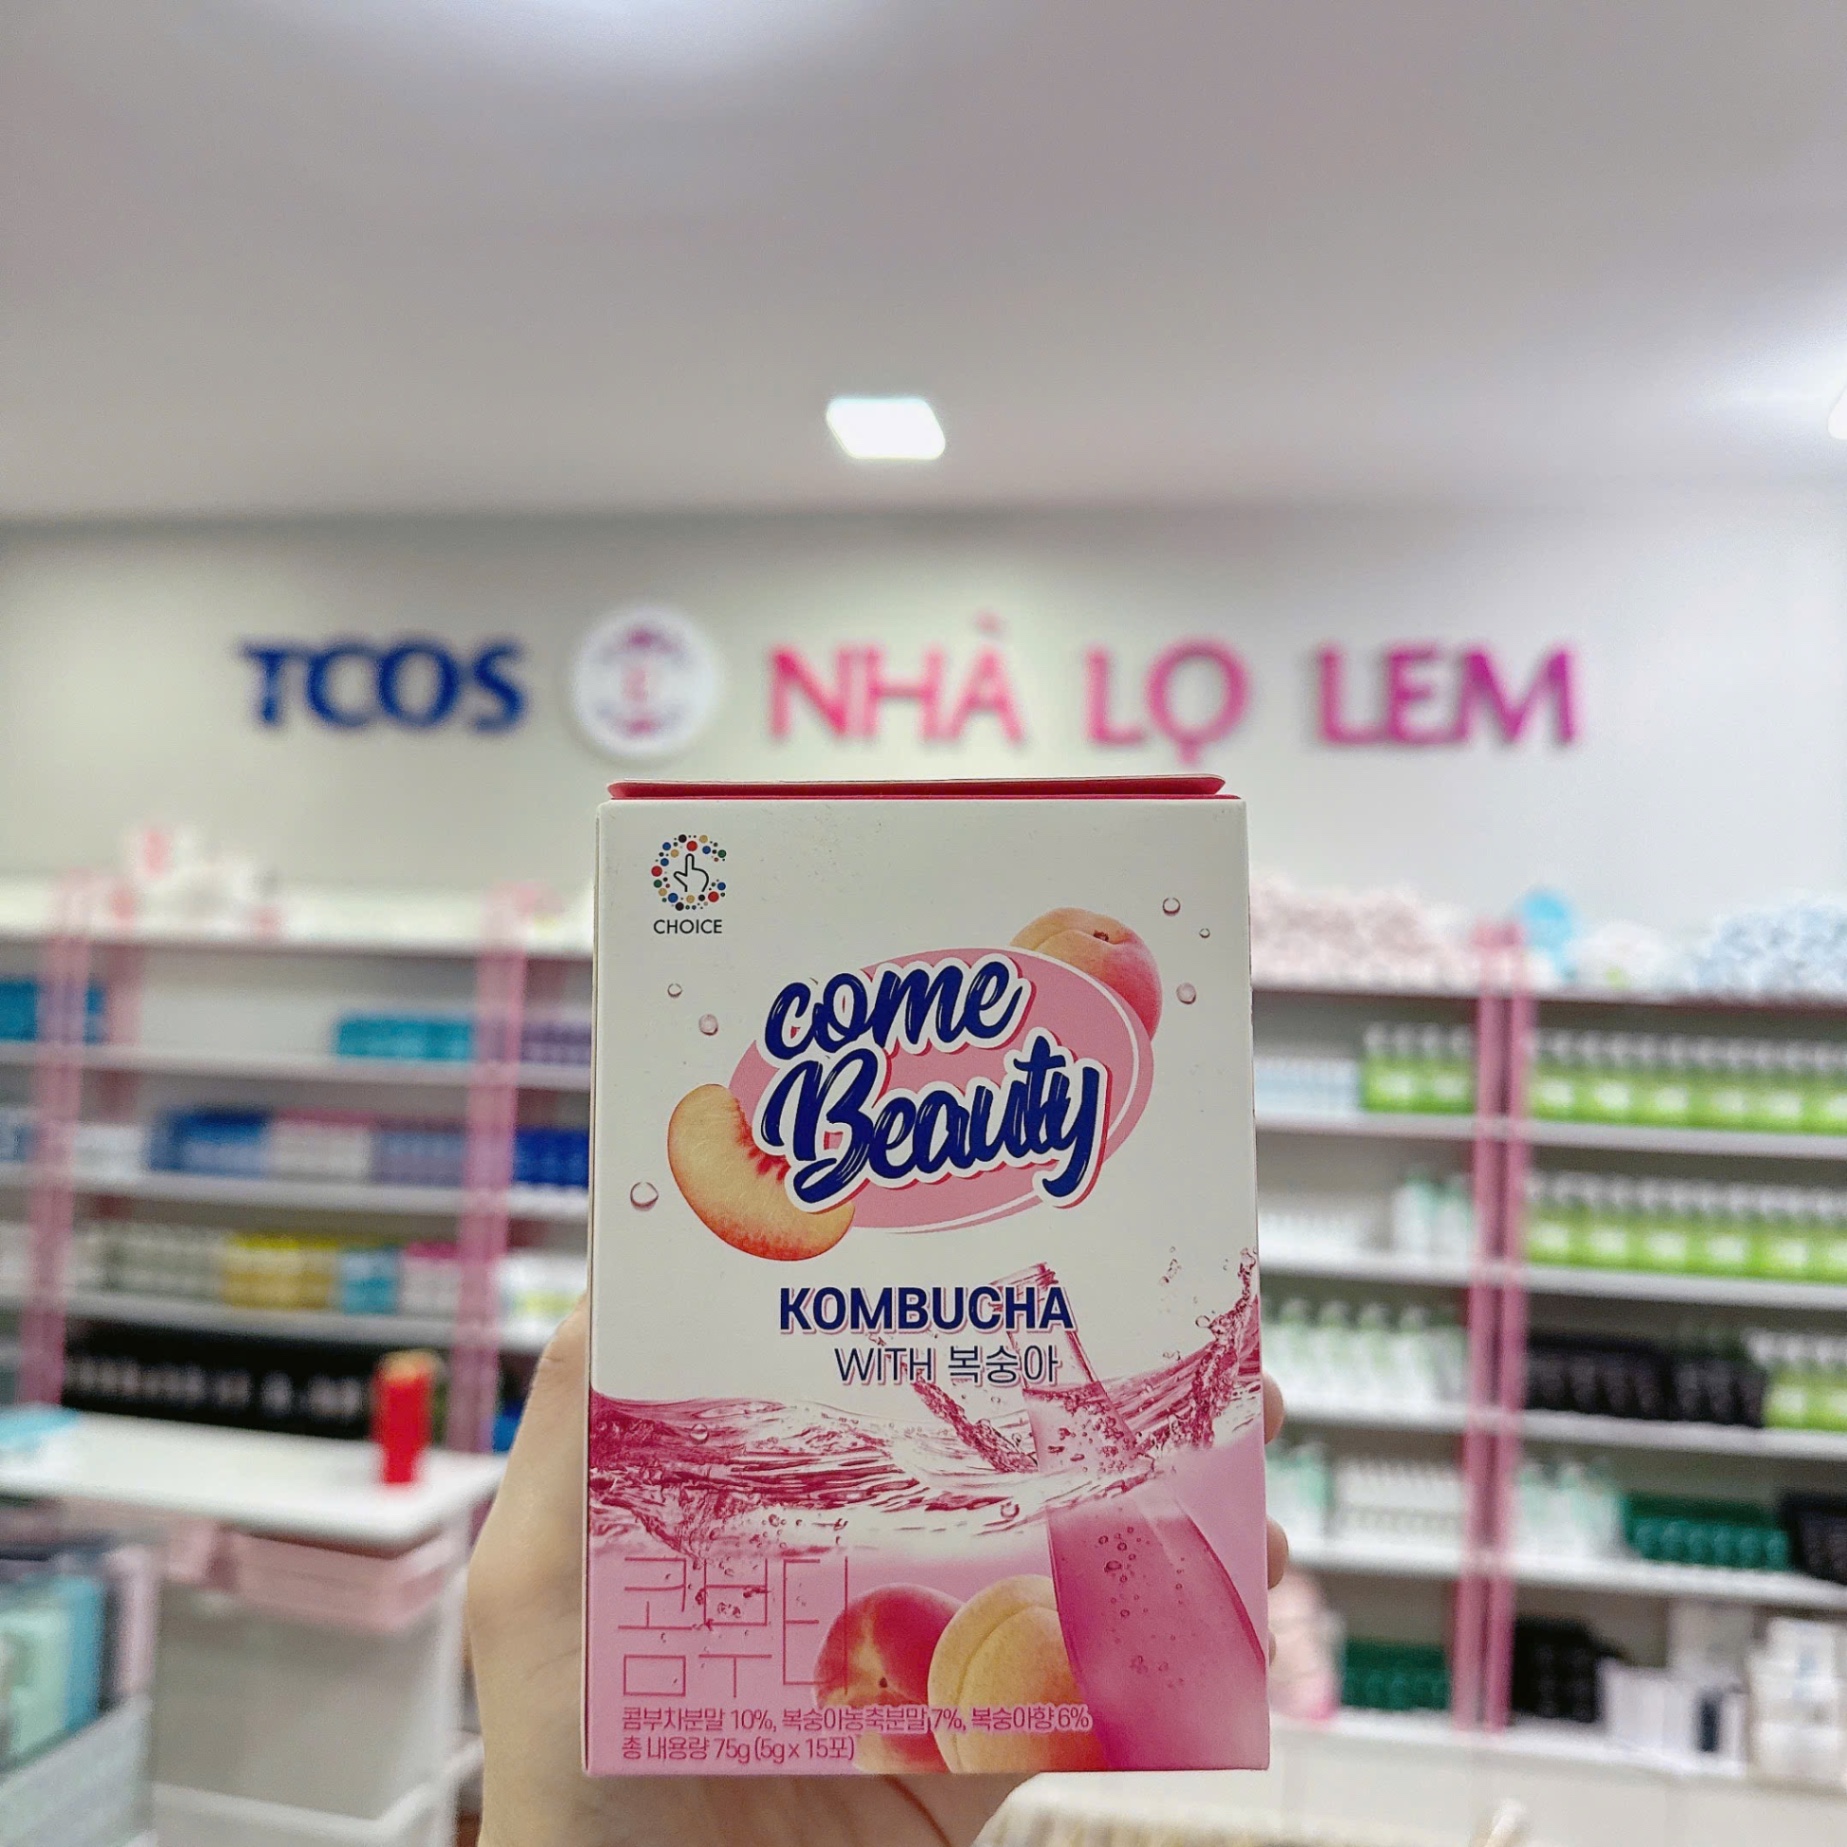 TCOS NHÀ LỌ LEM
CHOICE
come
Beauty
KOMBUCHA
WITH 복숭아
콤부티
콤부차분말 10%, 복숭아농축분말 7%, 복숭아향 6%
총 내용량 75g (5g x 15포)